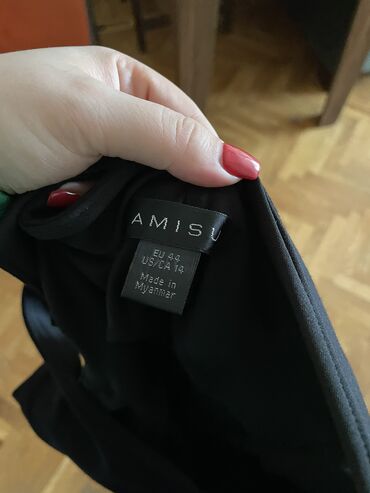 AMISU
EU 44
US/CA 14
Made in
Myanmar